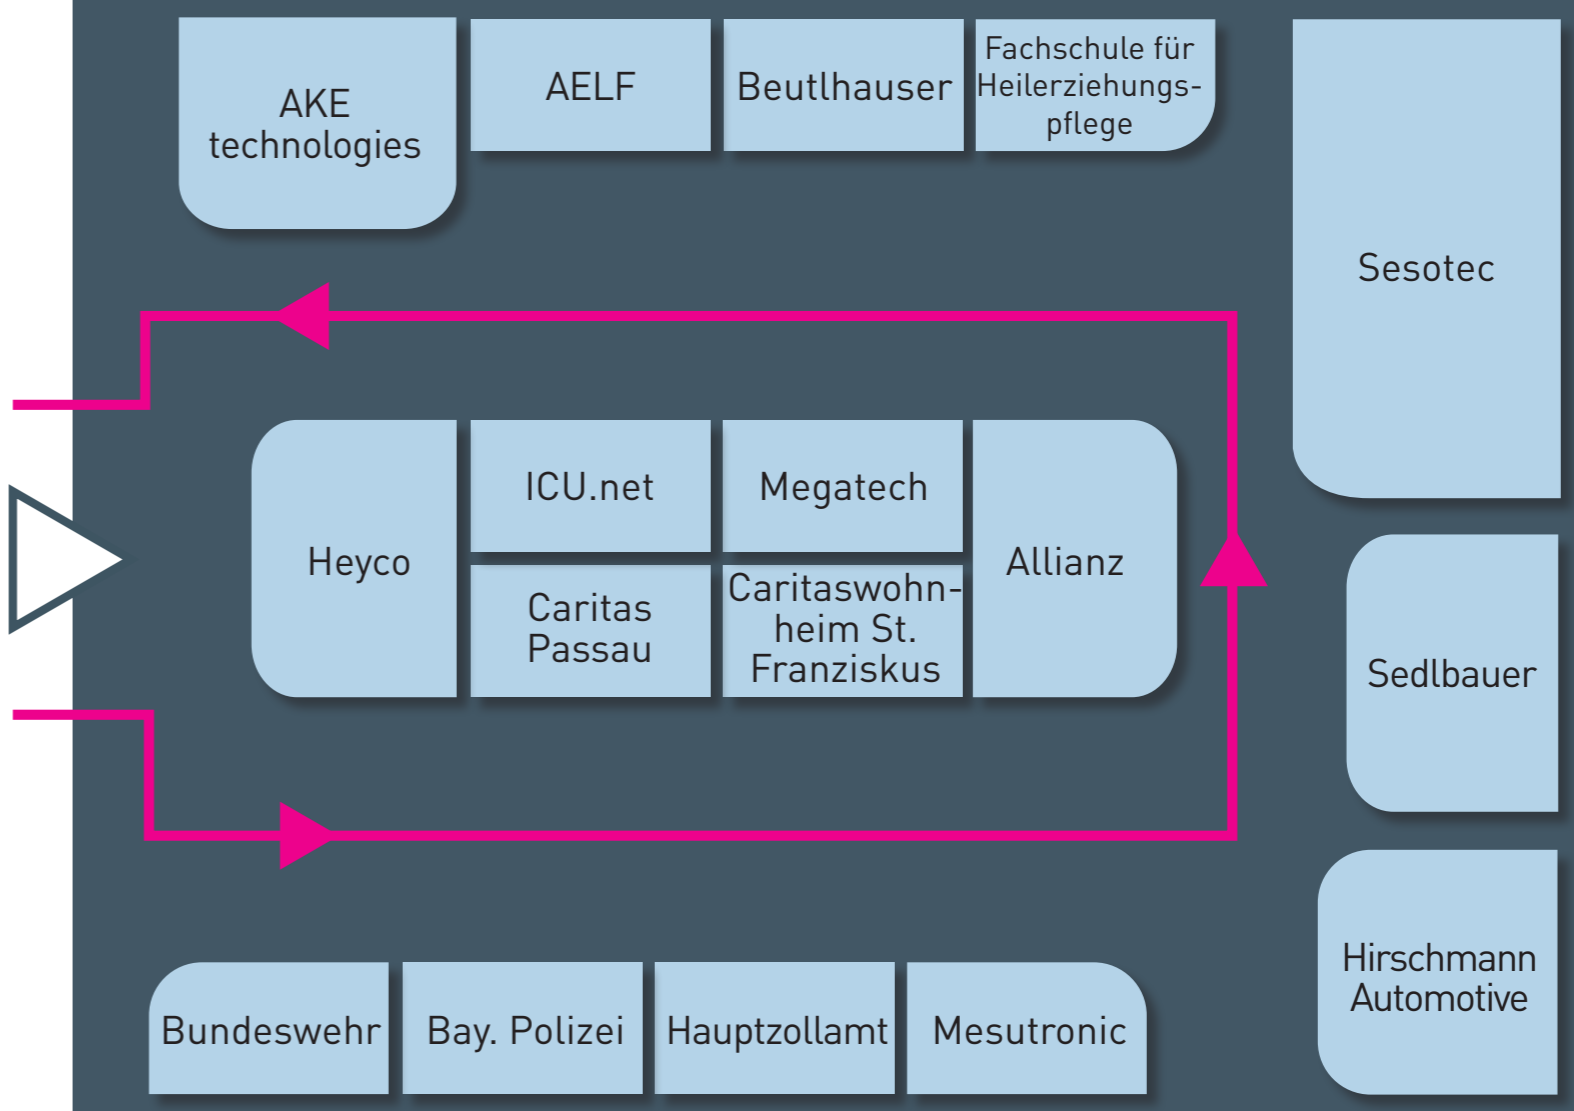 AKE
technologies
AELF
Beutlhauser
Fachschule für
Heilerziehungs-
pflege
Sesotec
Heyco
ICU.net
Megatech
Caritas
Passau
Caritaswohn-
heim St.
Franziskus
Allianz
Sedlbauer
Hirschmann
Automotive
Bundeswehr
Bay. Polizei
Hauptzollamt
Mesutronic